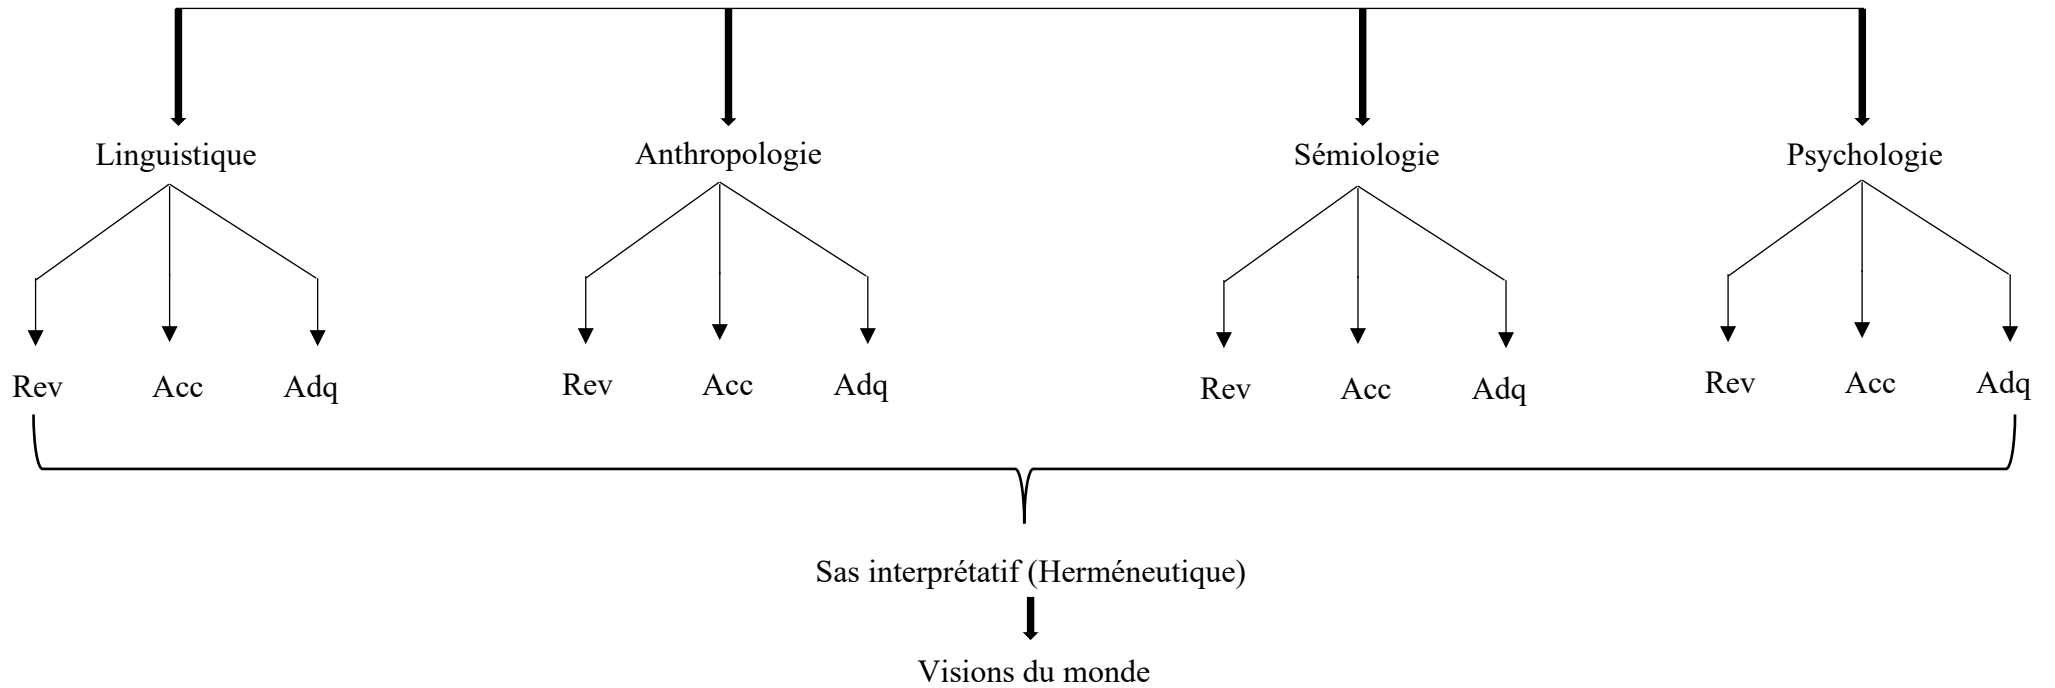 Linguistique Anthropologie Sémiologie Psychologie
Rev Acc Adq Rev Acc Adq Rev Acc Adq Rev Acc Adq
Sas interprétatif (Herméneutique)
Visions du monde